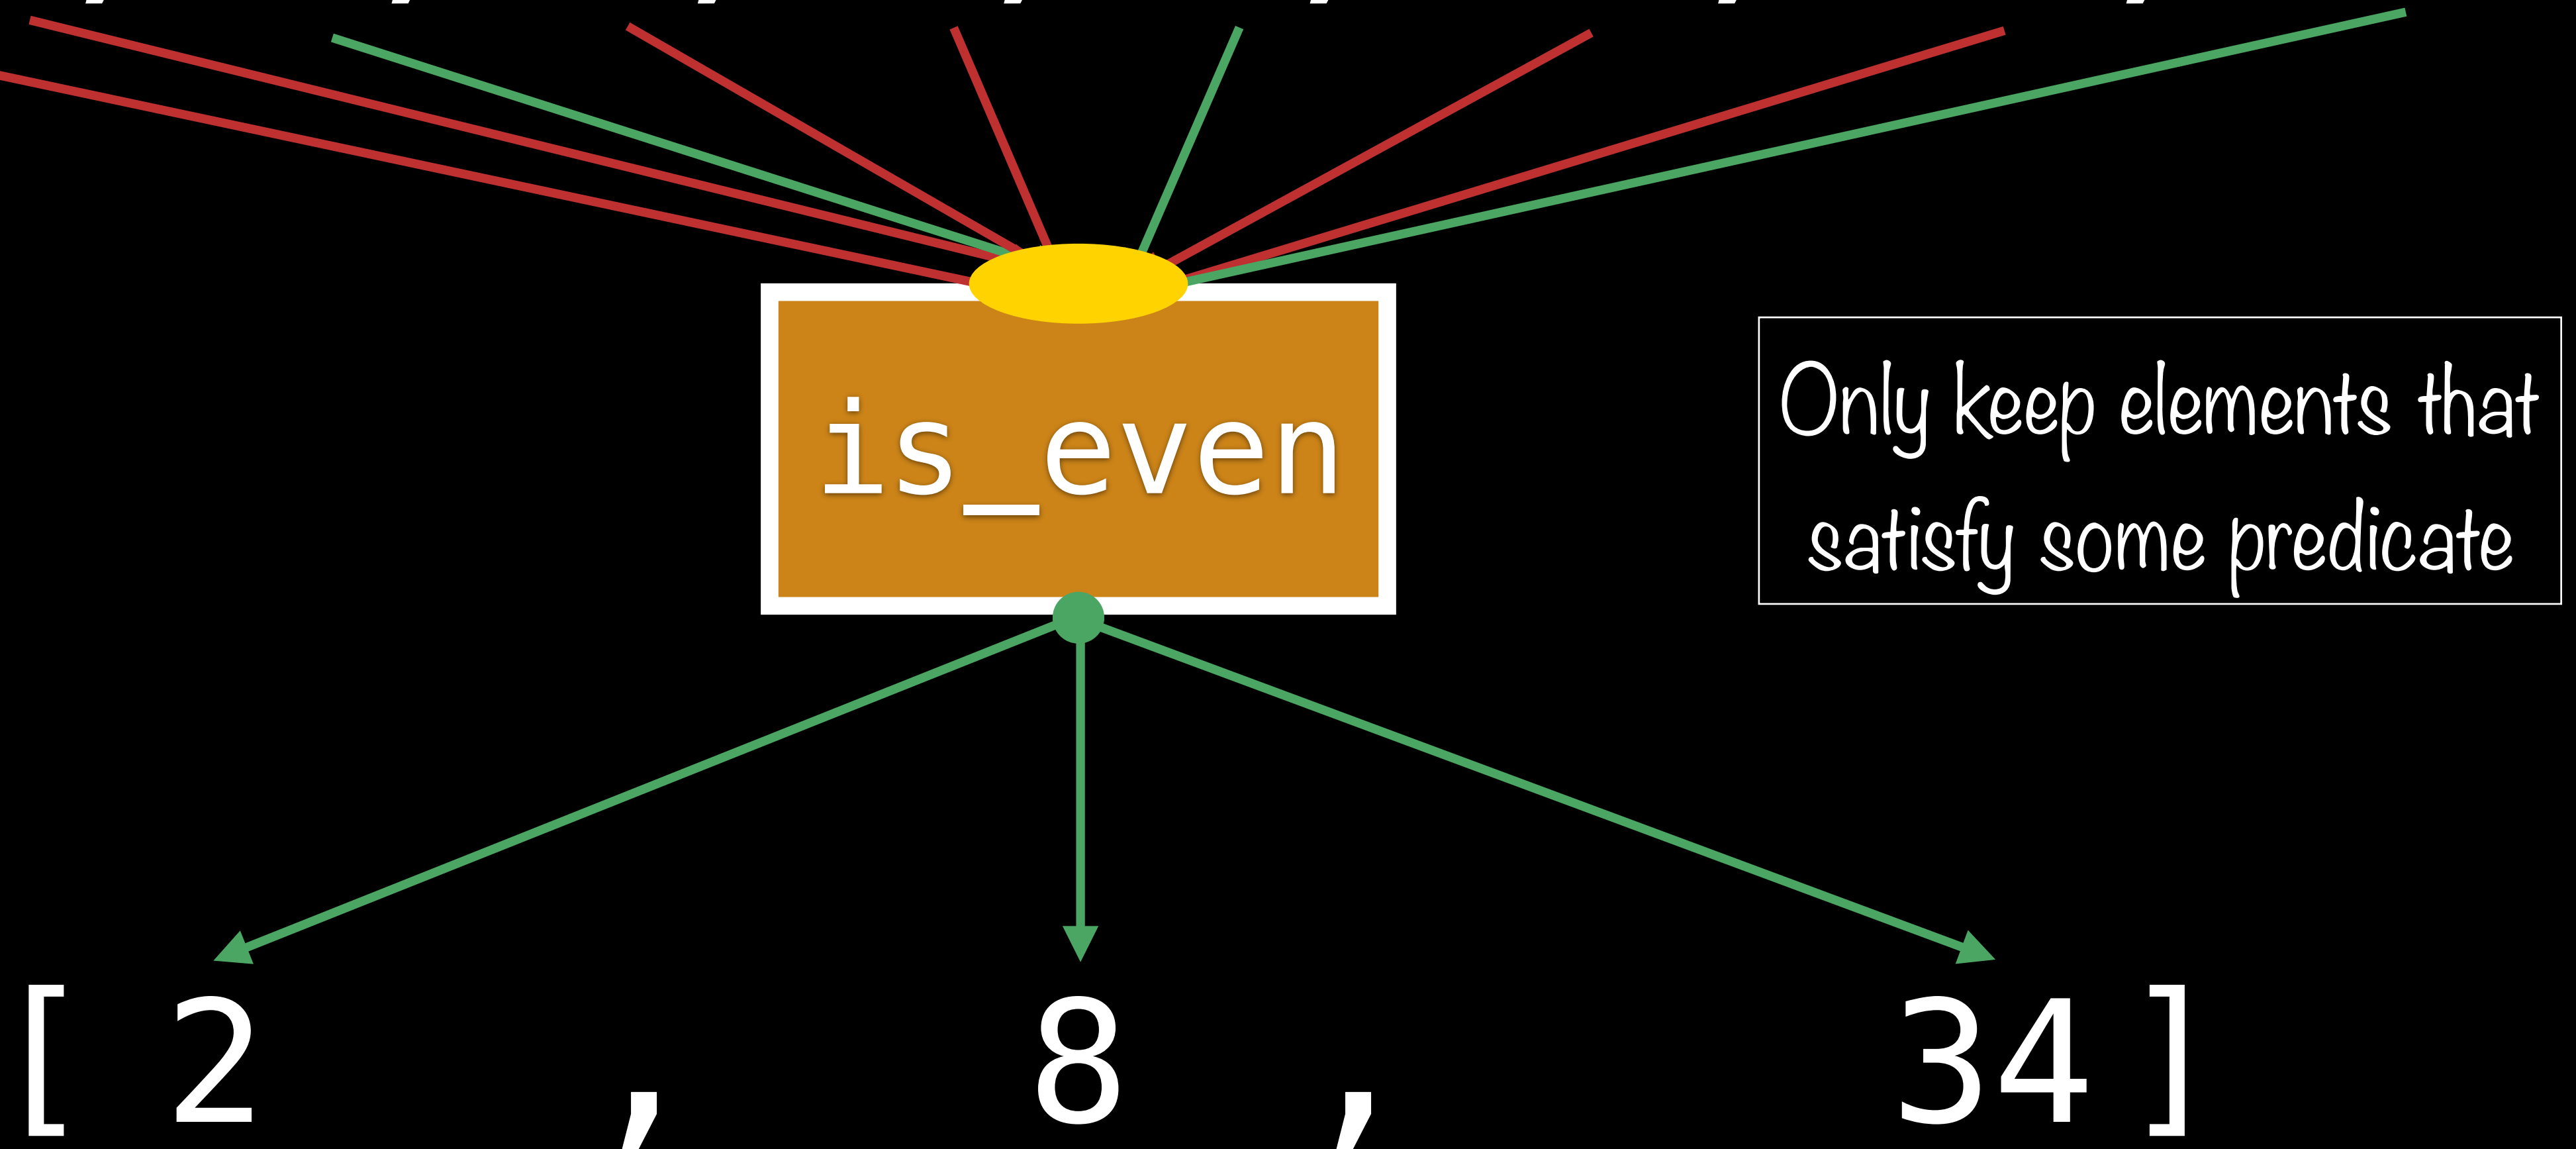 is_even
Only keep elements that
satisfy some predicate
[ 2 , 8 , 34 ]